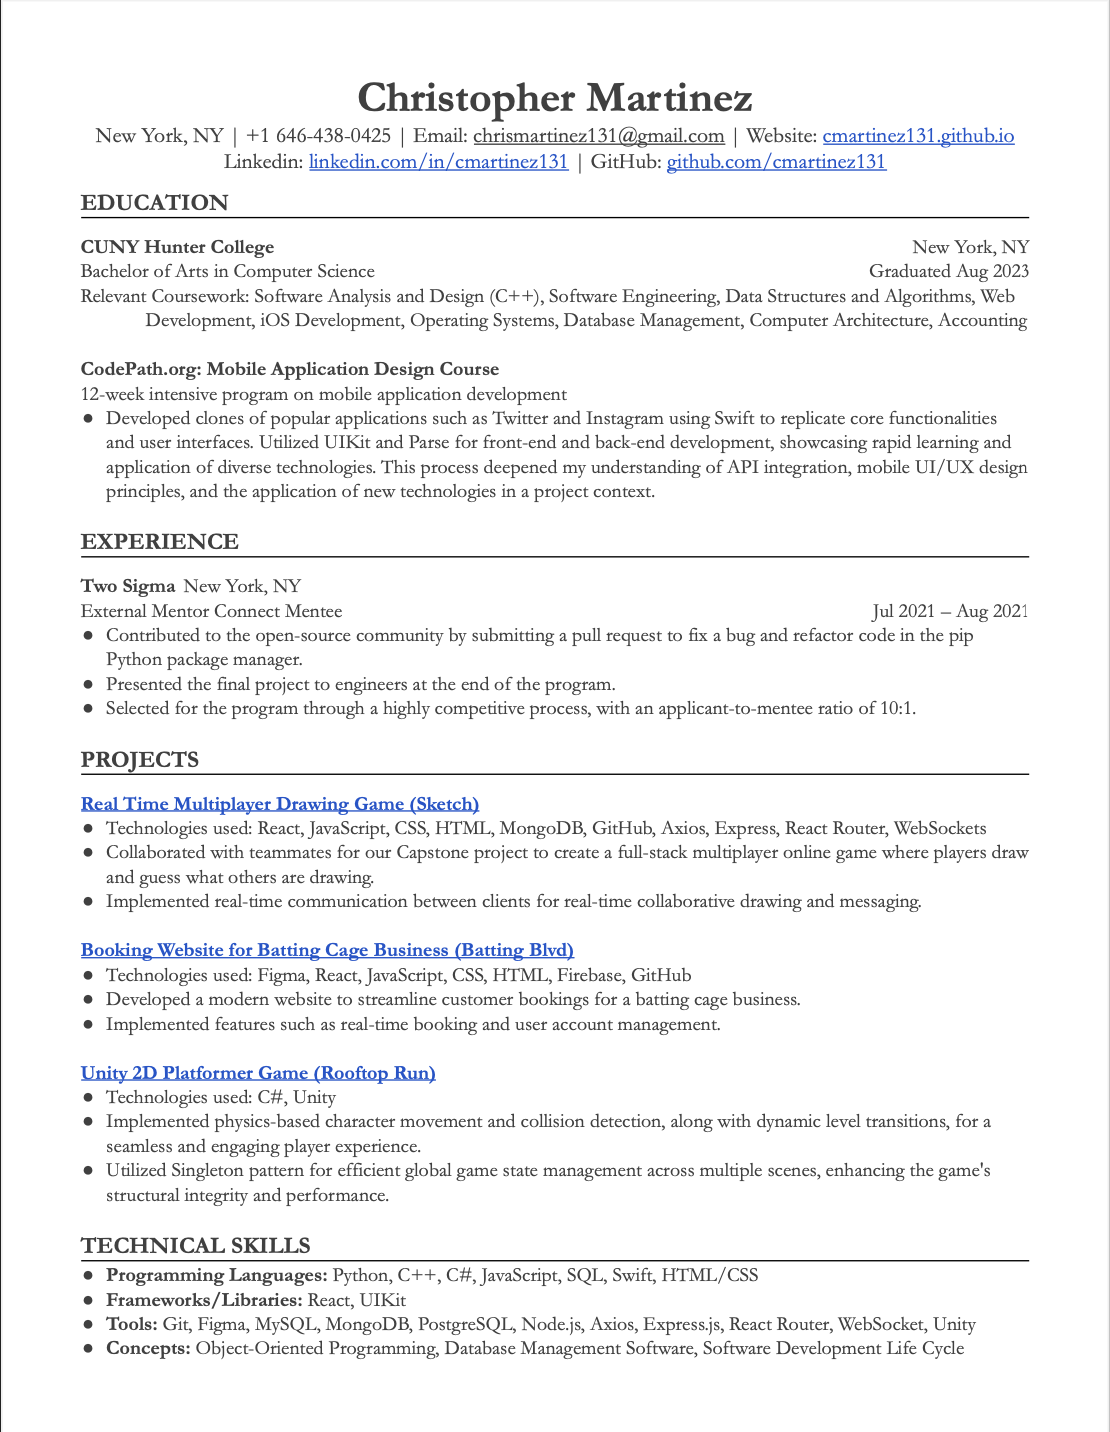 Christopher Martinez
New York, NY | +1 646-438-0425 | Email: chrismartinez131@gmail.com | Website: cmartinez131.github.io
Linkedin: linkedin.com/in/cmartinez131 | GitHub: github.com/cmartinez131
EDUCATION
CUNY Hunter College New York, NY
Bachelor of Arts in Computer Science Graduated Aug 2023
Relevant Coursework: Software Analysis and Design (C++), Software Engineering, Data Structures and Algorithms, Web
Development, iOS Development, Operating Systems, Database Management, Computer Architecture, Accounting
CodePath.org: Mobile Application Design Course
12-week intensive program on mobile application development
● Developed clones of popular applications such as Twitter and Instagram using Swift to replicate core functionalities
and user interfaces. Utilized UIKit and Parse for front-end and back-end development, showcasing rapid learning and
application of diverse technologies. This process deepened my understanding of API integration, mobile UI/UX design
principles, and the application of new technologies in a project context.
EXPERIENCE
Two Sigma New York, NY
External Mentor Connect Mentee Jul 2021 – Aug 2021
● Contributed to the open-source community by submitting a pull request to fix a bug and refactor code in the pip
Python package manager.
● Presented the final project to engineers at the end of the program.
● Selected for the program through a highly competitive process, with an applicant-to-mentee ratio of 10:1.
PROJECTS
Real Time Multiplayer Drawing Game (Sketch)
● Technologies used: React, JavaScript, CSS, HTML, MongoDB, GitHub, Axios, Express, React Router, WebSockets
● Collaborated with teammates for our Capstone project to create a full-stack multiplayer online game where players draw
and guess what others are drawing.
● Implemented real-time communication between clients for real-time collaborative drawing and messaging.
Booking Website for Batting Cage Business (Batting Blvd)
● Technologies used: Figma, React, JavaScript, CSS, HTML, Firebase, GitHub
● Developed a modern website to streamline customer bookings for a batting cage business.
● Implemented features such as real-time booking and user account management.
Unity 2D Platformer Game (Rooftop Run)
● Technologies used: C#, Unity
● Implemented physics-based character movement and collision detection, along with dynamic level transitions, for a
seamless and engaging player experience.
● Utilized Singleton pattern for efficient global game state management across multiple scenes, enhancing the game's
structural integrity and performance.
TECHNICAL SKILLS
● Programming Languages: Python, C++, C#, JavaScript, SQL, Swift, HTML/CSS
● Frameworks/Libraries: React, UIKit
● Tools: Git, Figma, MySQL, MongoDB, PostgreSQL, Node.js, Axios, Express.js, React Router, WebSocket, Unity
● Concepts: Object-Oriented Programming, Database Management Software, Software Development Life Cycle